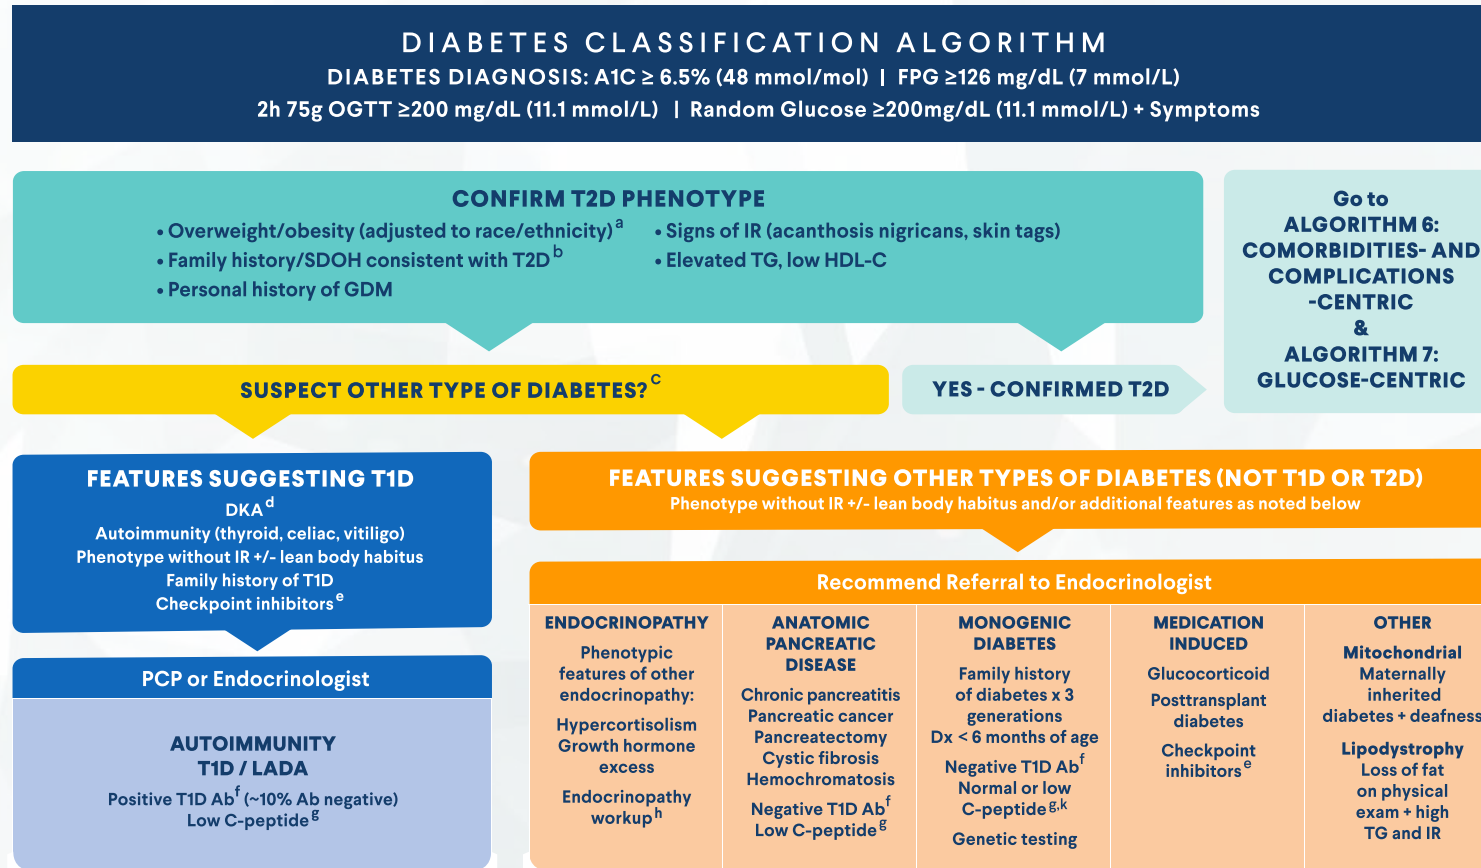 DIABETES CLASSIFICATION ALGORITHM
DIABETES DIAGNOSIS: A1C ≥ 6.5% (48 mmol/mol) | FPG ≥126 mg/dL (7 mmol/L)
2h 75g OGTT ≥200 mg/dL (11.1 mmol/L) | Random Glucose ≥200mg/dL (11.1 mmol/L) + Symptoms
CONFIRM T2D PHENOTYPE
• Overweight/obesity (adjusted to race/ethnicity)a
• Family history/SDOH consistent with T2Db
• Personal history of GDM
• Signs of IR (acanthosis nigricans, skin tags)
• Elevated TG, low HDL-C
Go to
ALGORITHM 6:
COMORBIDITIES- AND
COMPLICATIONS
-CENTRIC
&
ALGORITHM 7:
GLUCOSE-CENTRIC
SUSPECT OTHER TYPE OF DIABETES?c
YES - CONFIRMED T2D
FEATURES SUGGESTING T1D
DKAd
Autoimmunity (thyroid, celiac, vitiligo)
Phenotype without IR +/- lean body habitus
Family history of T1D
Checkpoint inhibitorse
PCP or Endocrinologist
AUTOIMMUNITY
T1D / LADA
Positive T1D Abf (~10% Ab negative)
Low C-peptideg
FEATURES SUGGESTING OTHER TYPES OF DIABETES (NOT T1D OR T2D)
Phenotype without IR +/- lean body habitus and/or additional features as noted below
Recommend Referral to Endocrinologist
ENDOCRINOPATHY
Phenotypic
features of other
endocrinopathy:
Hypercortisolism
Growth hormone
excess
Endocrinopathy
workuph
ANATOMIC
PANCREATIC
DISEASE
Chronic pancreatitis
Pancreatic cancer
Pancreatectomy
Cystic fibrosis
Hemochromatosis
Negative T1D Abf
Low C-peptideg
MONOGENIC
DIABETES
Family history
of diabetes x 3
generations
Dx < 6 months of age
Negative T1D Abf
Normal or low
C-peptideg,k
Genetic testing
MEDICATION
INDUCED
Glucocorticoid
Posttransplant
diabetes
Checkpoint
inhibitorse
OTHER
Mitochondrial
Maternally
inherited
diabetes + deafness
Lipodystrophy
Loss of fat
on physical
exam + high
TG and IR